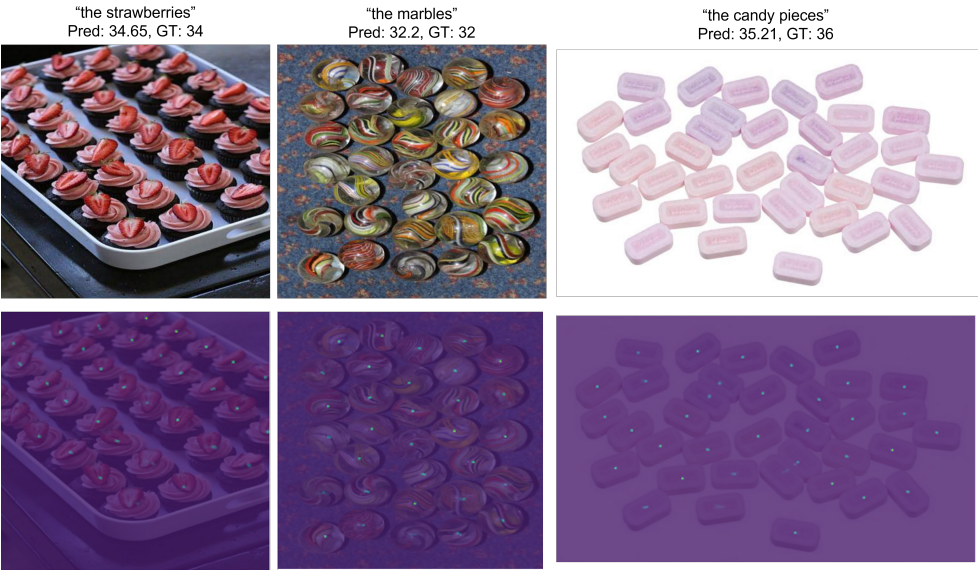 “the strawberries”
Pred: 34.65, GT: 34
“the marbles”
Pred: 32.2, GT: 32
“the candy pieces”
Pred: 35.21, GT: 36